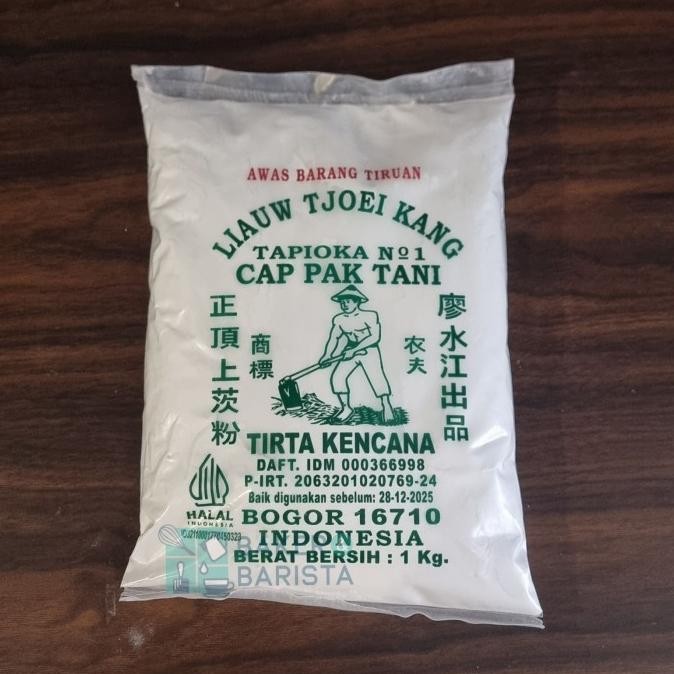 AWAS BARANG TIRUAN
LIAUW TJOEI KANG
TAPIOKA Nº1
CAP PAK TANI
正頂上茨粉
商標
农夫
廖水江出品
TIRTA KENCANA
DAFT. IDM 000366998
P-IRT. 2063201020769-24
Baik digunakan sebelum: 28-12-2025
HALAL
INDONESIA
BOGOR 16710
INDONESIA
BERAT BERSIH : 1 Kg.
BARISTA